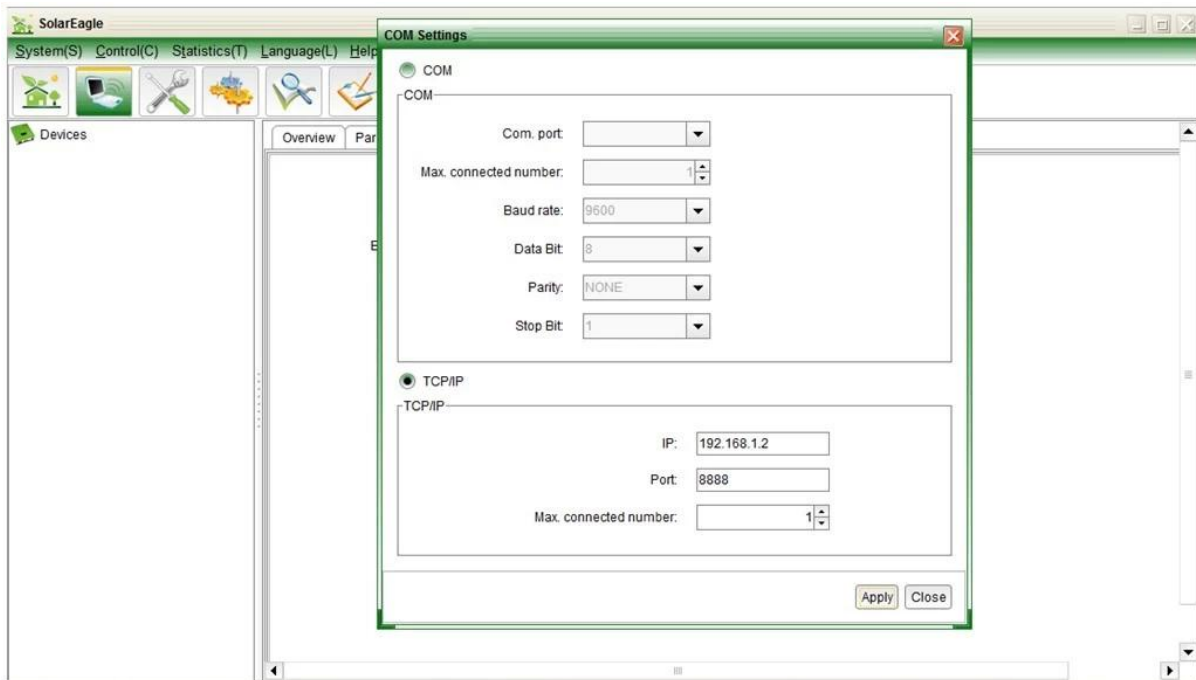 SolarEagle
System(S) Control(C) Statistics(T) Language(L) Help
Devices
Overview Par
E
COM Settings
COM
COM
Com. port:
Max. connected number: 1
Baud rate: 9600
Data Bit: 8
Parity: NONE
Stop Bit: 1
TCP/IP
TCP/IP
IP: 192.168.1.2
Port: 8888
Max. connected number: 1
Apply Close